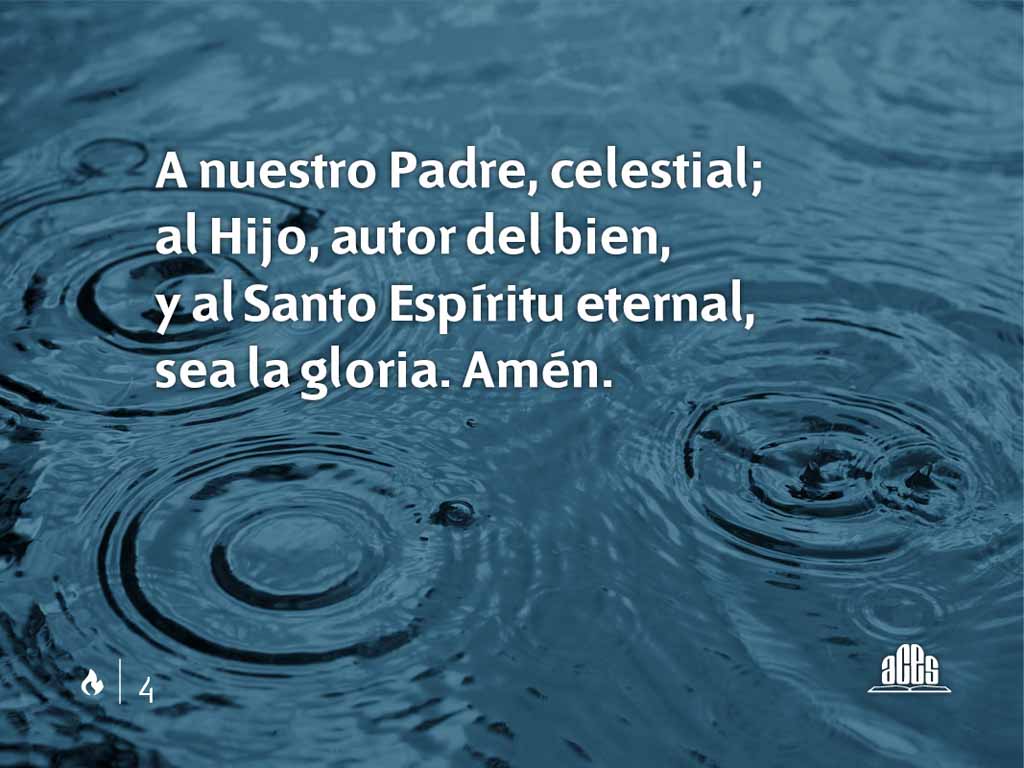 A nuestro Padre, celestial;
al Hijo, autor del bien,
y al Santo Espíritu eternal,
sea la gloria. Amén.
4
aces